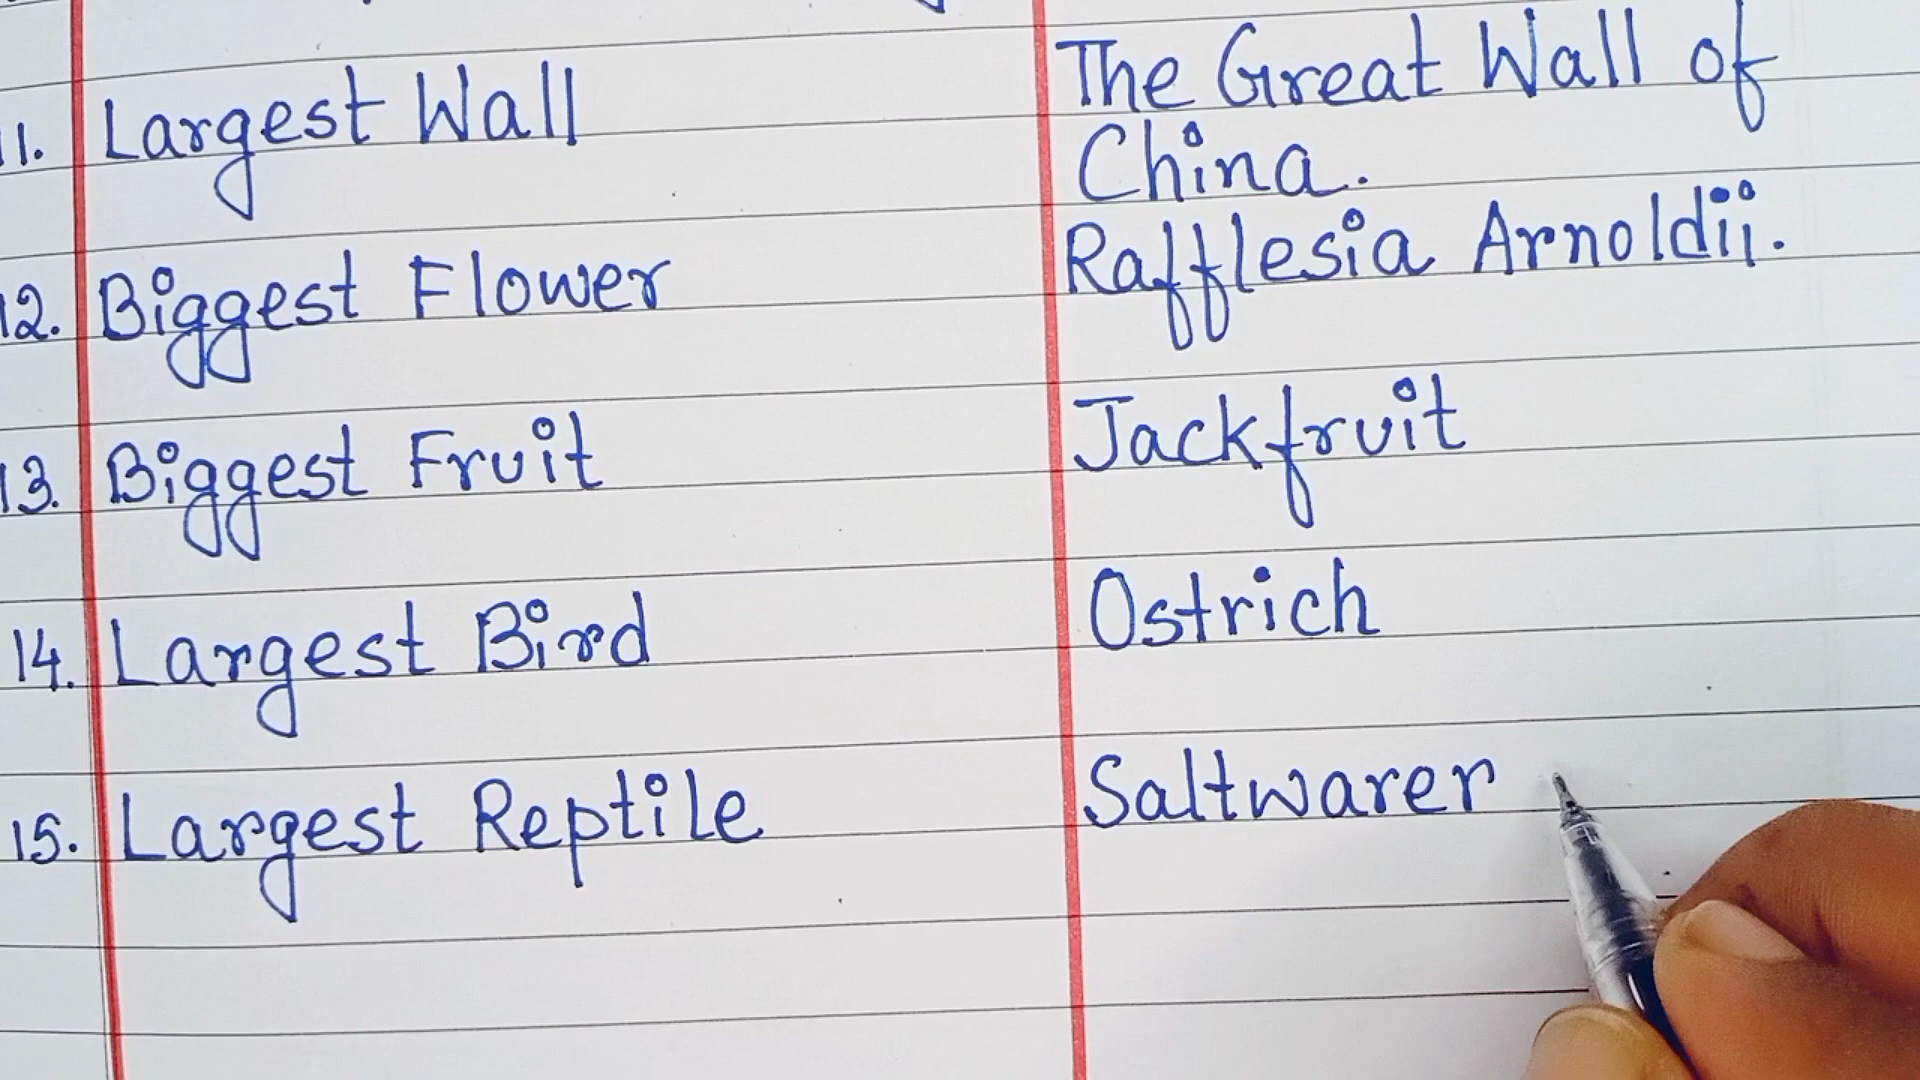 The Great Wall of
11. Largest Wall
China.
12. Biggest Flower Rafflesia Arnoldii.
13. Biggest Fruit Jackfruit
14. Largest Bird Ostrich
15. Largest Reptile Saltwarer